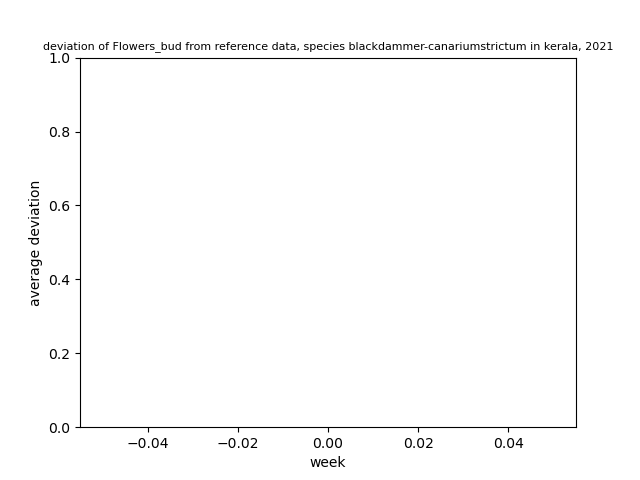 deviation of Flowers_bud from reference data, species blackdammer-canariumstrictum in kerala, 2021
1.0
0.8
0.6
0.4
0.2
0.0
average deviation
−0.04 −0.02 0.00 0.02 0.04
week